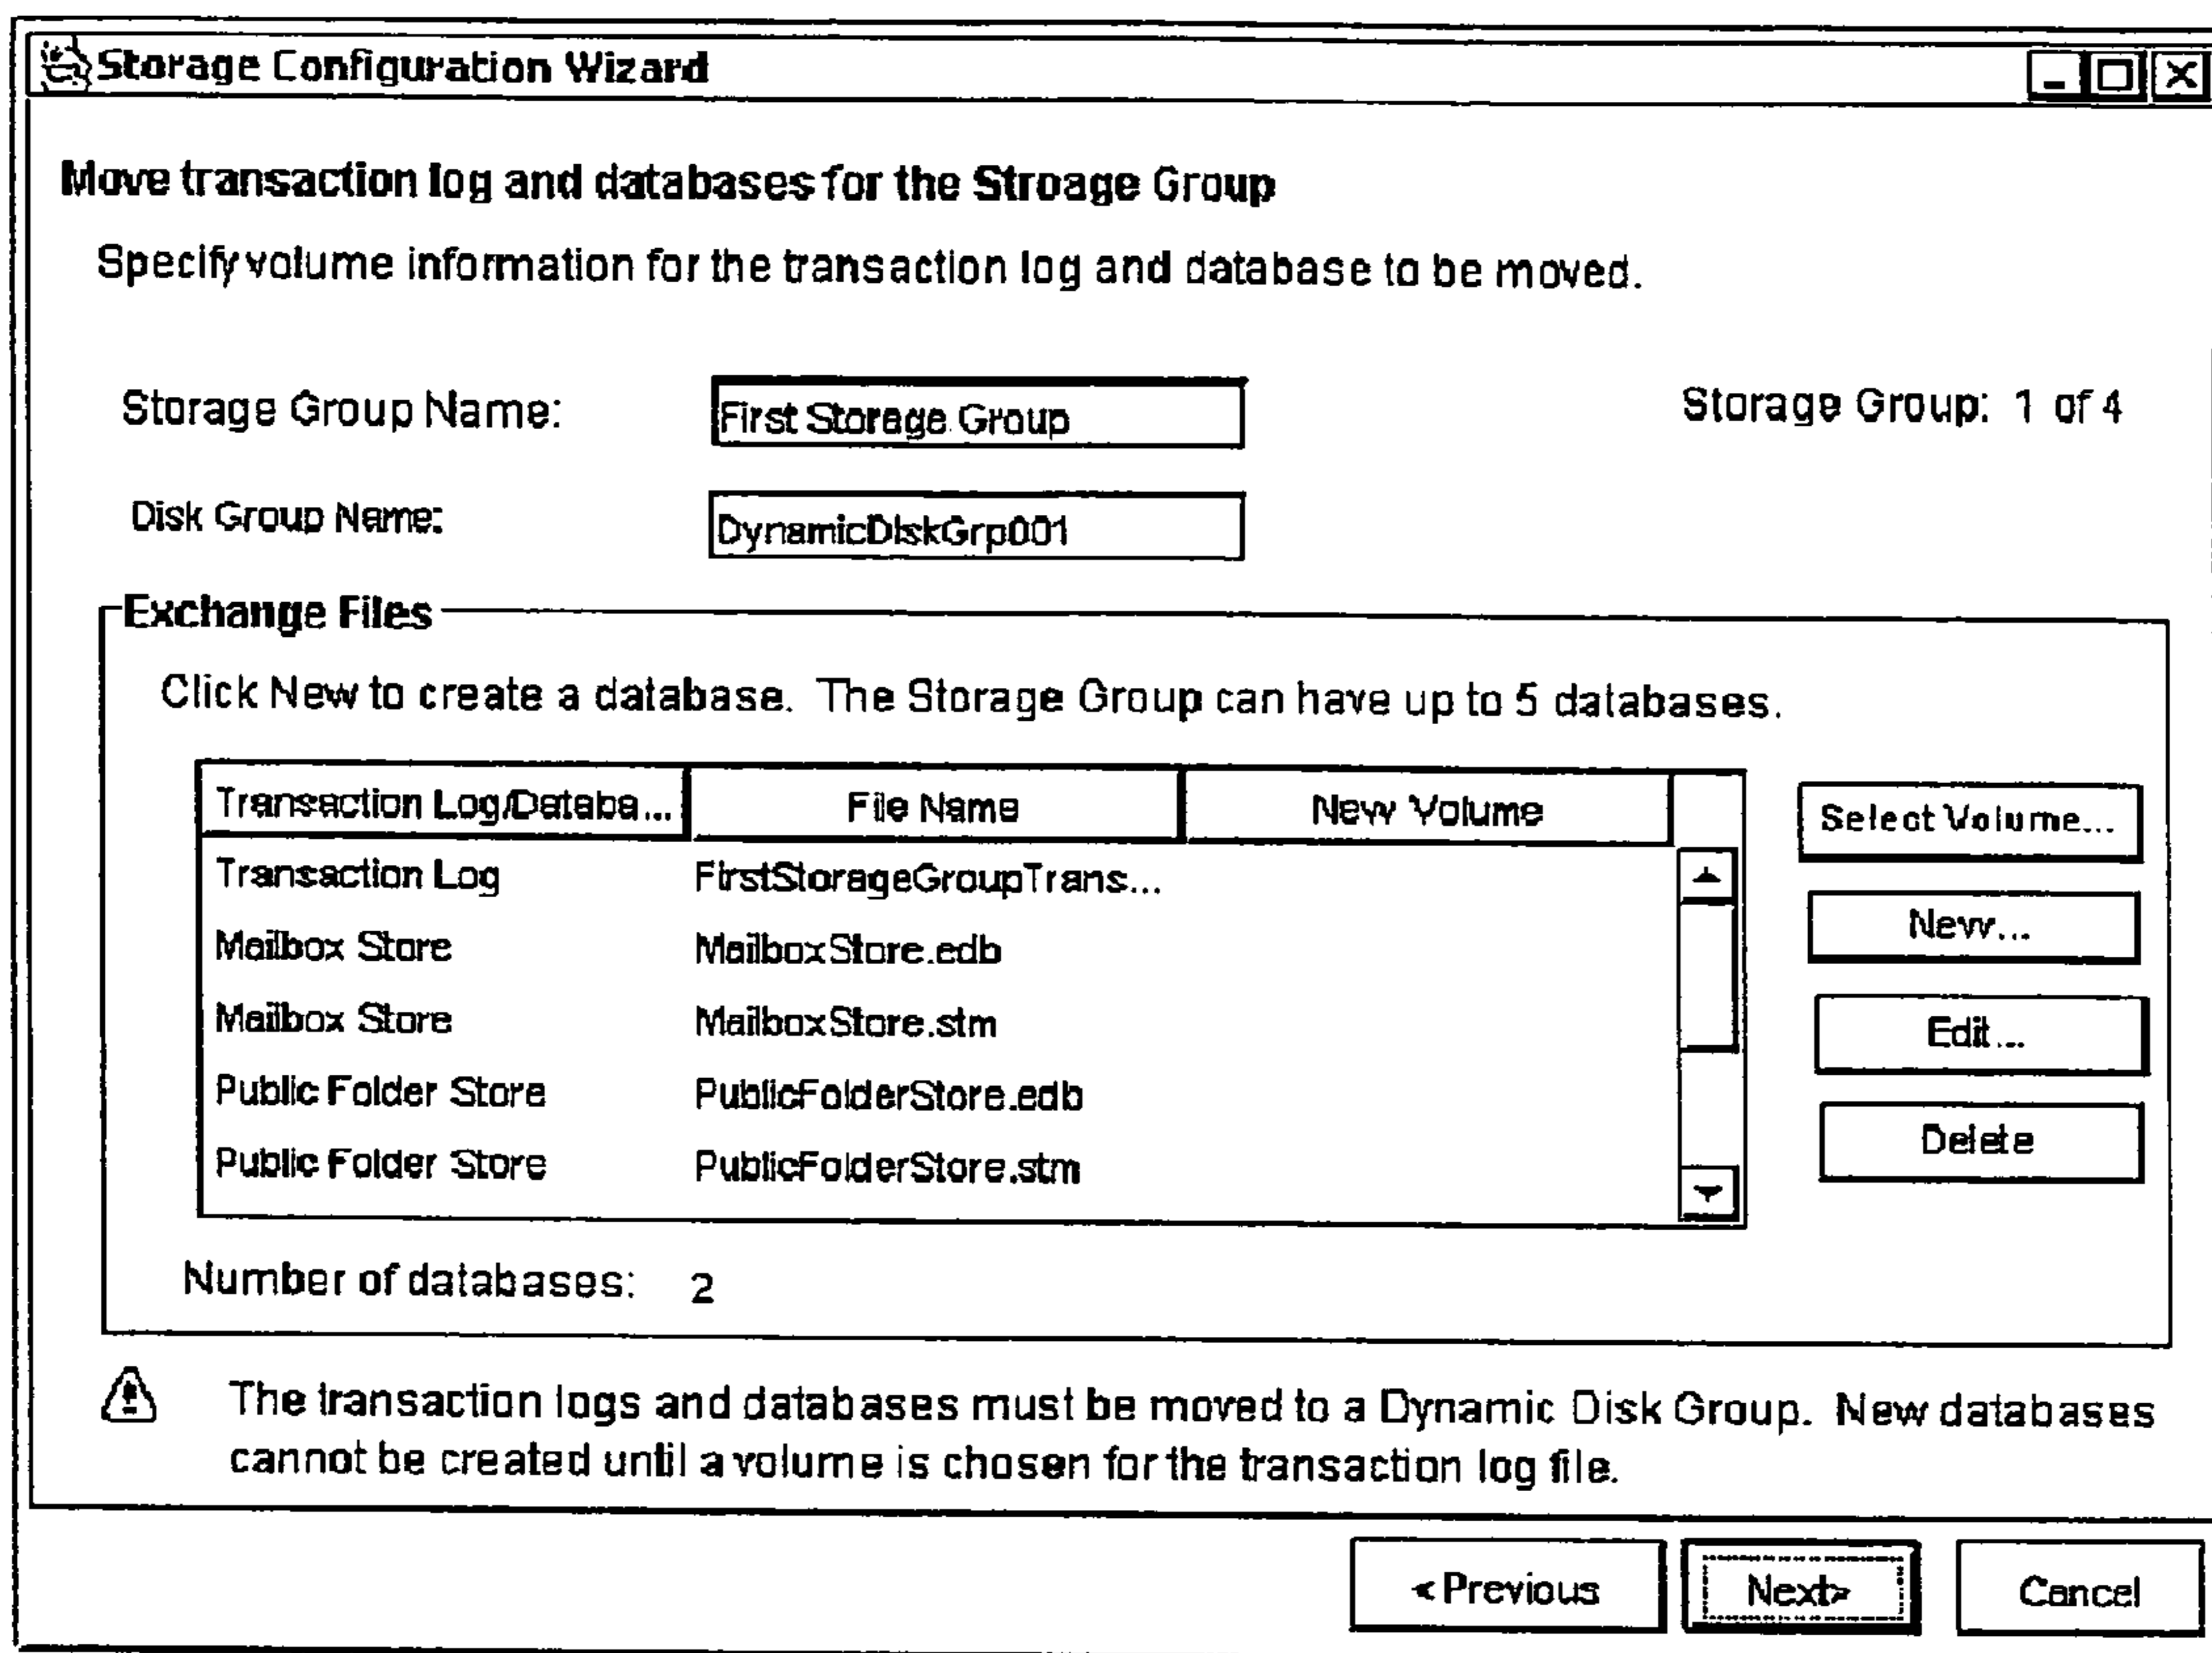 Storage Configuration Wizard
Move transaction log and databases for the Stroage Group
Specify volume information for the transaction log and database to be moved.
Storage Group Name: First Storage Group Storage Group: 1 of 4
Disk Group Name: DynamicDiskGrp001
Exchange Files
Click New to create a database. The Storage Group can have up to 5 databases.
Transaction Log/Databa... File Name New Volume Select Volume...
Transaction Log FirstStorageGroupTrans...
Mailbox Store MailboxStore.edb New...
Mailbox Store MailboxStore.stm Edit...
Public Folder Store PublicFolderStore.edb
Public Folder Store PublicFolderStore.stm Delete
Number of databases: 2
The transaction logs and databases must be moved to a Dynamic Disk Group. New databases
cannot be created until a volume is chosen for the transaction log file.
< Previous Next> Cancel